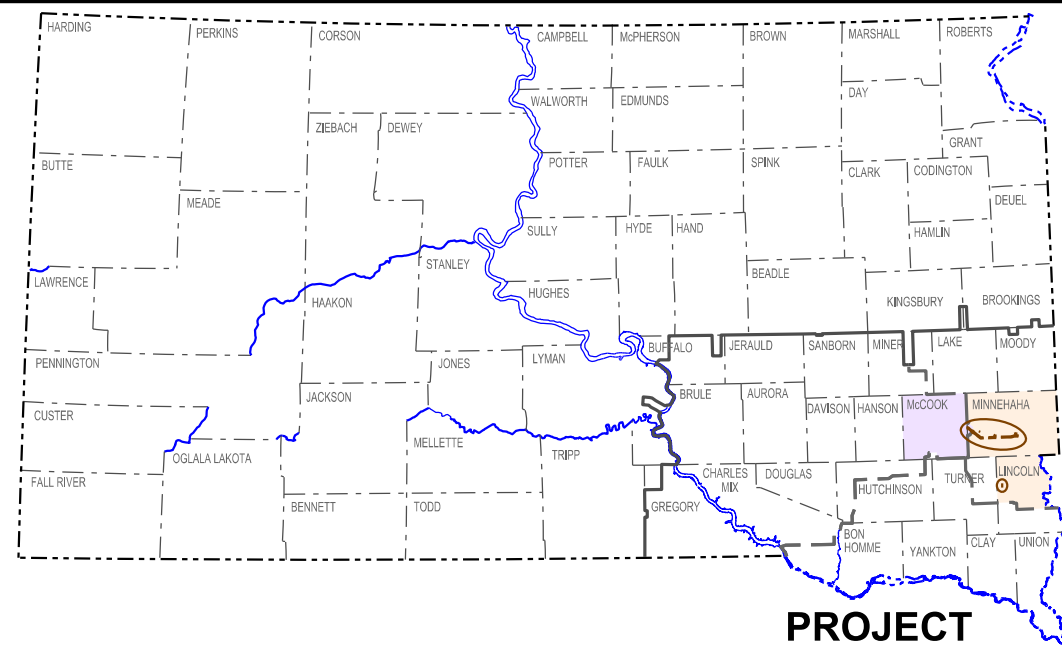 HARDING
PERKINS
CORSON
CAMPBELL
McPHERSON
BROWN
MARSHALL
ROBERTS
WALWORTH
EDMUNDS
DAY
ZIEBACH
DEWEY
GRANT
BUTTE
POTTER
FAULK
SPINK
CLARK
CODINGTON
MEADE
DEUEL
SULLY
HYDE
HAND
HAMLIN
STANLEY
BEADLE
LAWRENCE
HAAKON
HUGHES
KINGSBURY
BROOKINGS
PENNINGTON
JONES
LYMAN
BUFFALO
JERAULD
SANBORN
MINER
LAKE
MOODY
JACKSON
BRULE
AURORA
DAVISON
HANSON
McCOOK
MINNEHAHA
CUSTER
MELLETTE
TRIPP
OGLALA LAKOTA
FALL RIVER
CHARLES
MIX
DOUGLAS
HUTCHINSON
TURNER
LINCOLN
BENNETT
TODD
GREGORY
BON
HOMME
YANKTON
CLAY
UNION
PROJECT